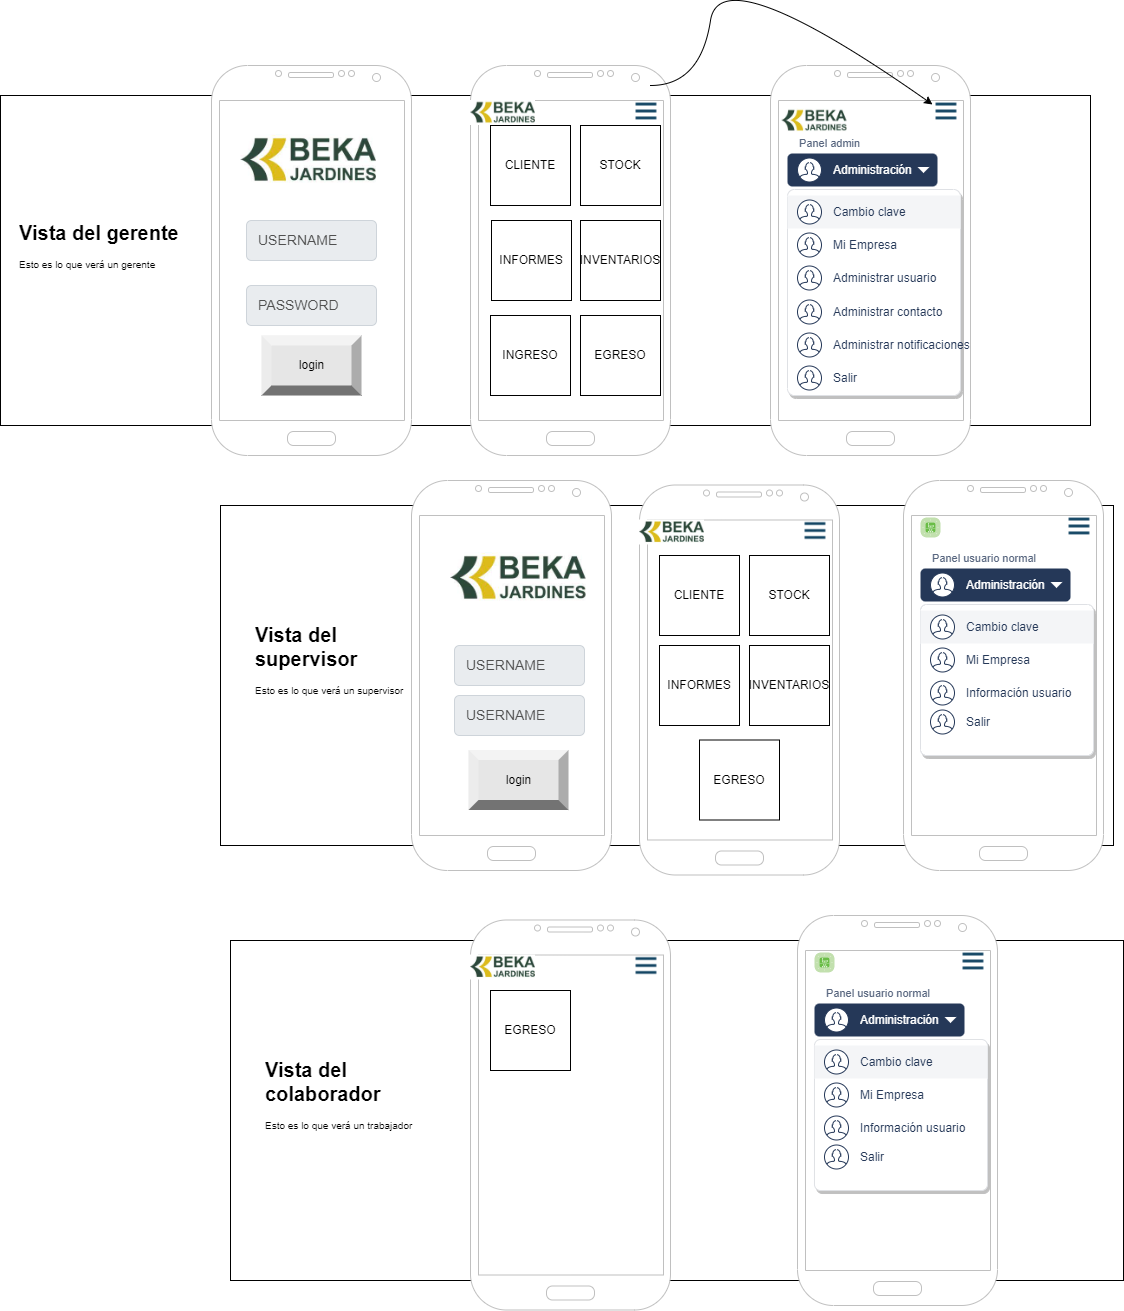 Vista del gerente
Esto es lo que verá un gerente
BEKA
JARDINES
USERNAME
PASSWORD
login
BEKA
JARDINES
CLIENTE
STOCK
INFORMES
INVENTARIOS
INGRESO
EGRESO
BEKA
JARDINES
Panel admin
Administración
Cambio clave
Mi Empresa
Administrar usuario
Administrar contacto
Administrar notificaciones
Salir
Vista del
supervisor
Esto es lo que verá un supervisor
BEKA
JARDINES
USERNAME
USERNAME
login
BEKA
JARDINES
CLIENTE
STOCK
INFORMES
INVENTARIOS
EGRESO
Panel usuario normal
Administración
Cambio clave
Mi Empresa
Información usuario
Salir
Vista del
colaborador
Esto es lo que verá un trabajador
BEKA
JARDINES
EGRESO
Panel usuario normal
Administración
Cambio clave
Mi Empresa
Información usuario
Salir